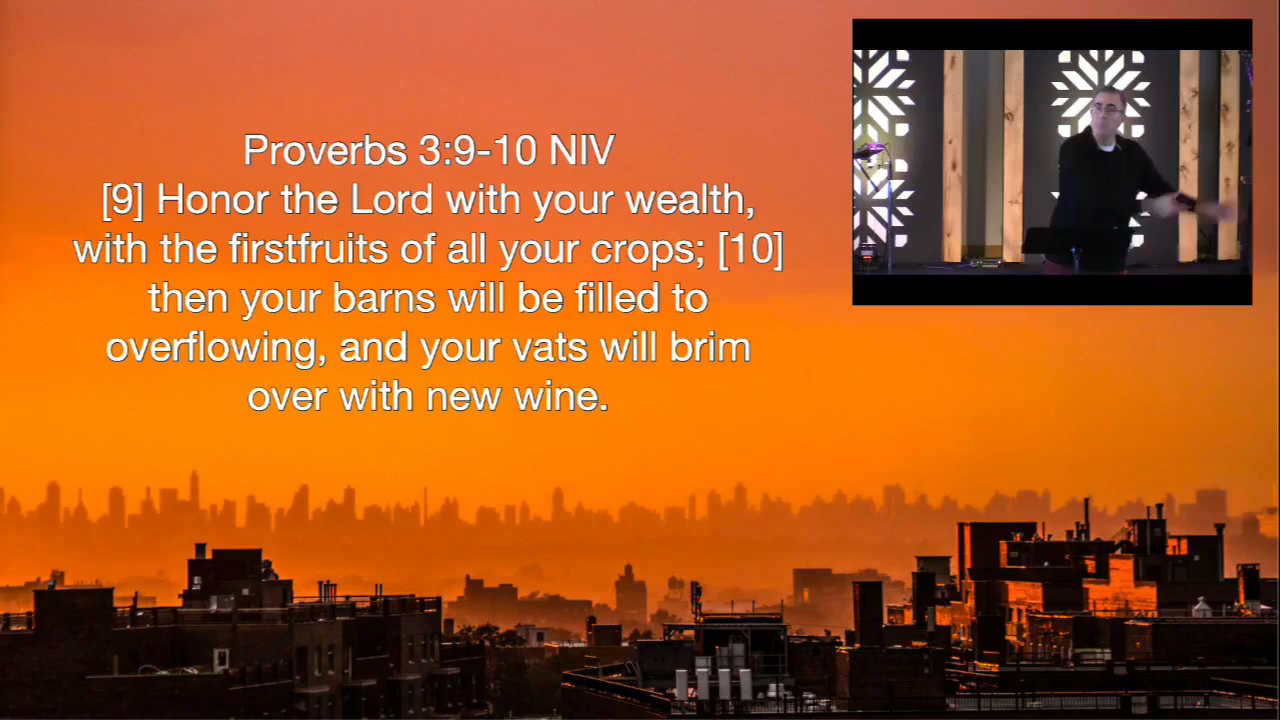 Proverbs 3:9-10 NIV
[9] Honor the Lord with your wealth,
with the firstfruits of all your crops; [10]
then your barns will be filled to
overflowing, and your vats will brim
over with new wine.